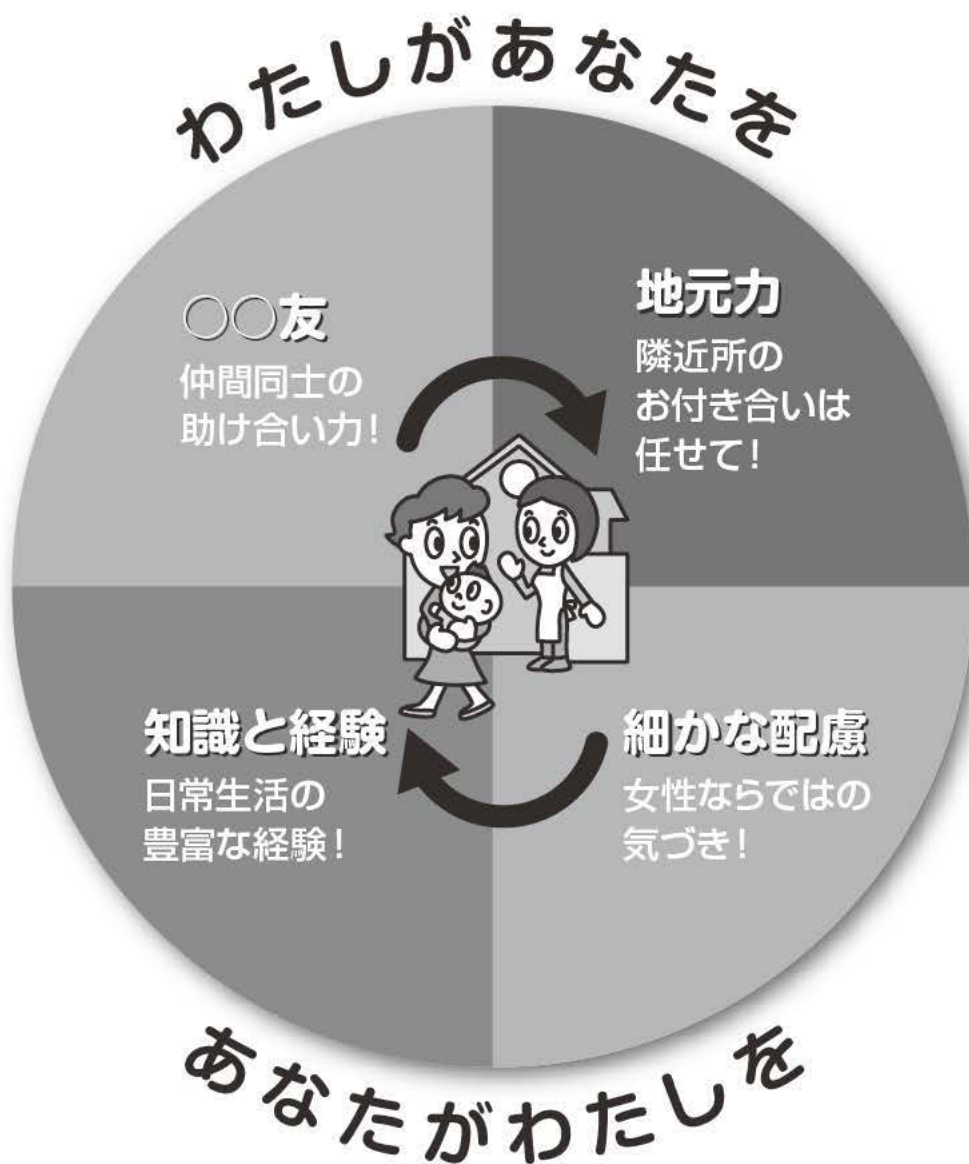 わたしがあなたを
○○友
仲間同士の
助け合い力！
地元力
隣近所の
お付き合いは
任せて！
知識と経験
日常生活の
豊富な経験！
細かな配慮
女性ならではの
気づき！
あなたがわたしを